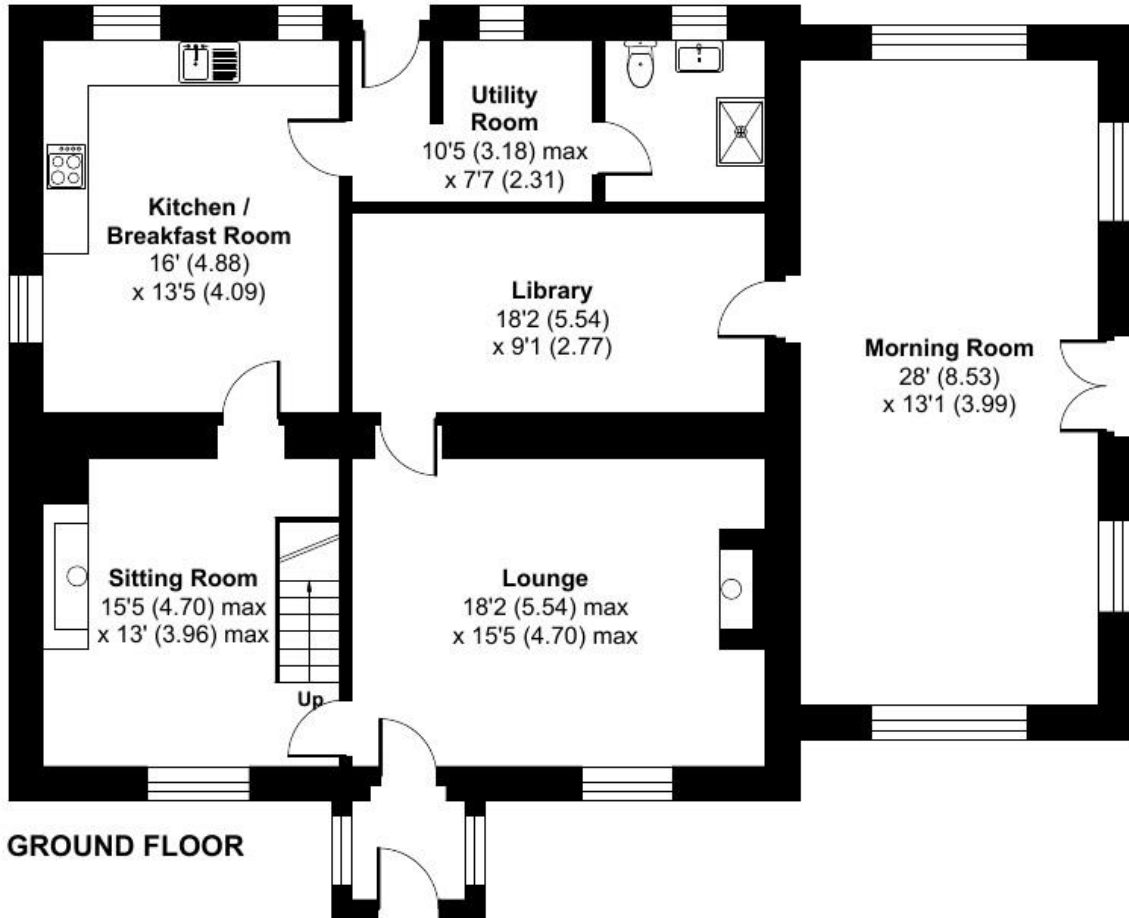 Utility
Room
10'5 (3.18) max
x 7'7 (2.31)
Kitchen /
Breakfast Room
16' (4.88)
x 13'5 (4.09)
Library
18'2 (5.54)
x 9'1 (2.77)
Morning Room
28' (8.53)
x 13'1 (3.99)
Sitting Room
15'5 (4.70) max
x 13' (3.96) max
Up
Lounge
18'2 (5.54) max
x 15'5 (4.70) max
GROUND FLOOR